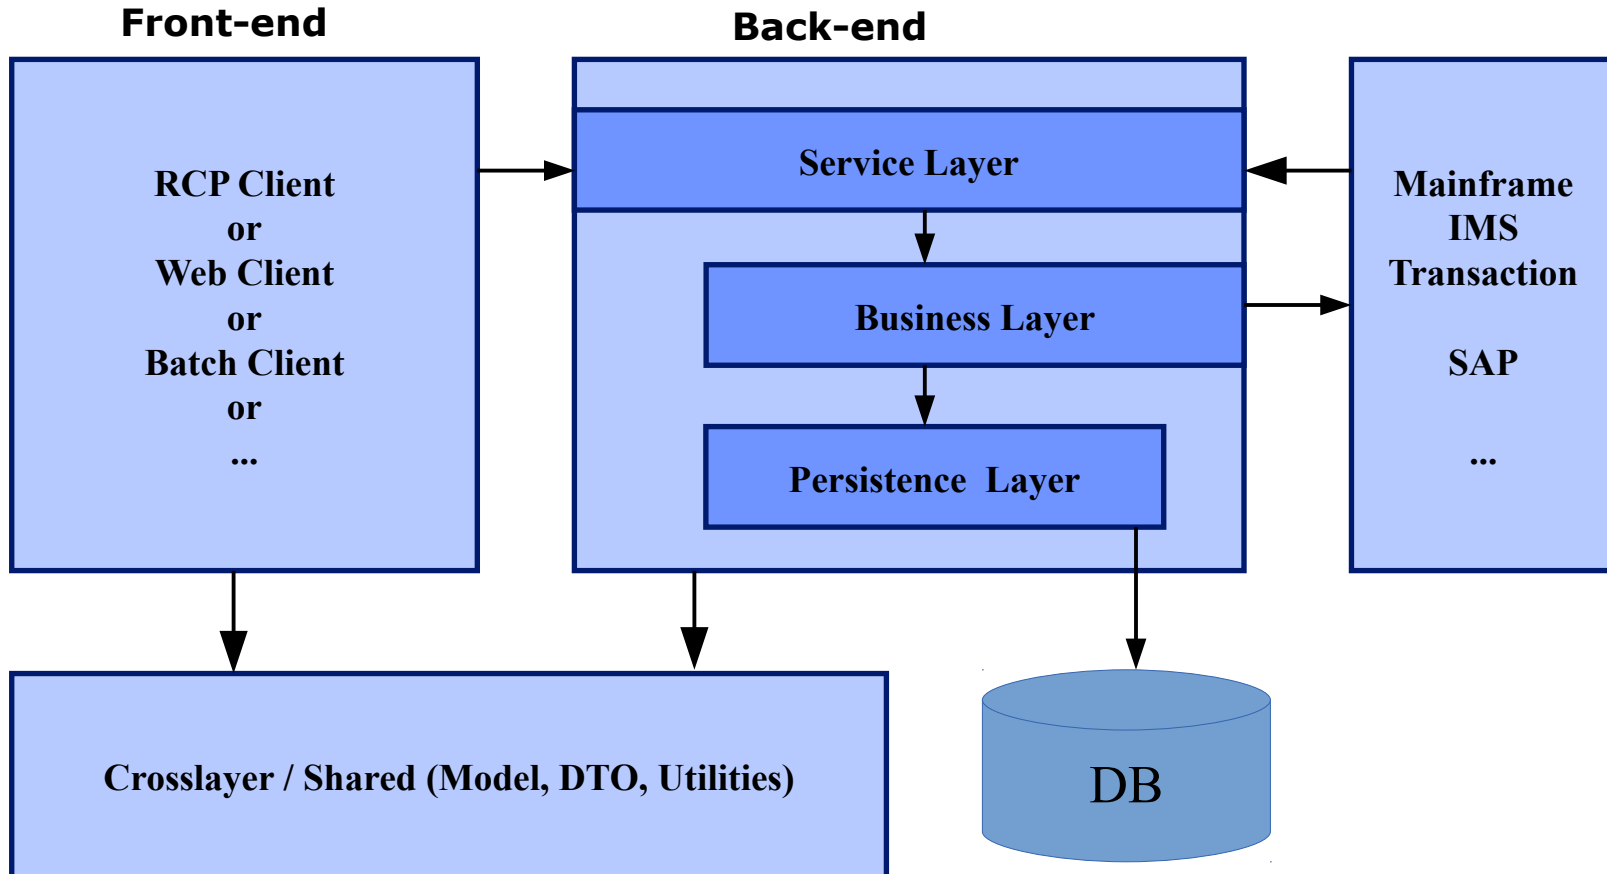 Front-end
Back-end
RCP Client
or
Web Client
or
Batch Client
or
...
Service Layer
Business Layer
Persistence Layer
Mainframe
IMS
Transaction
SAP
...
Crosslayer / Shared (Model, DTO, Utilities)
DB